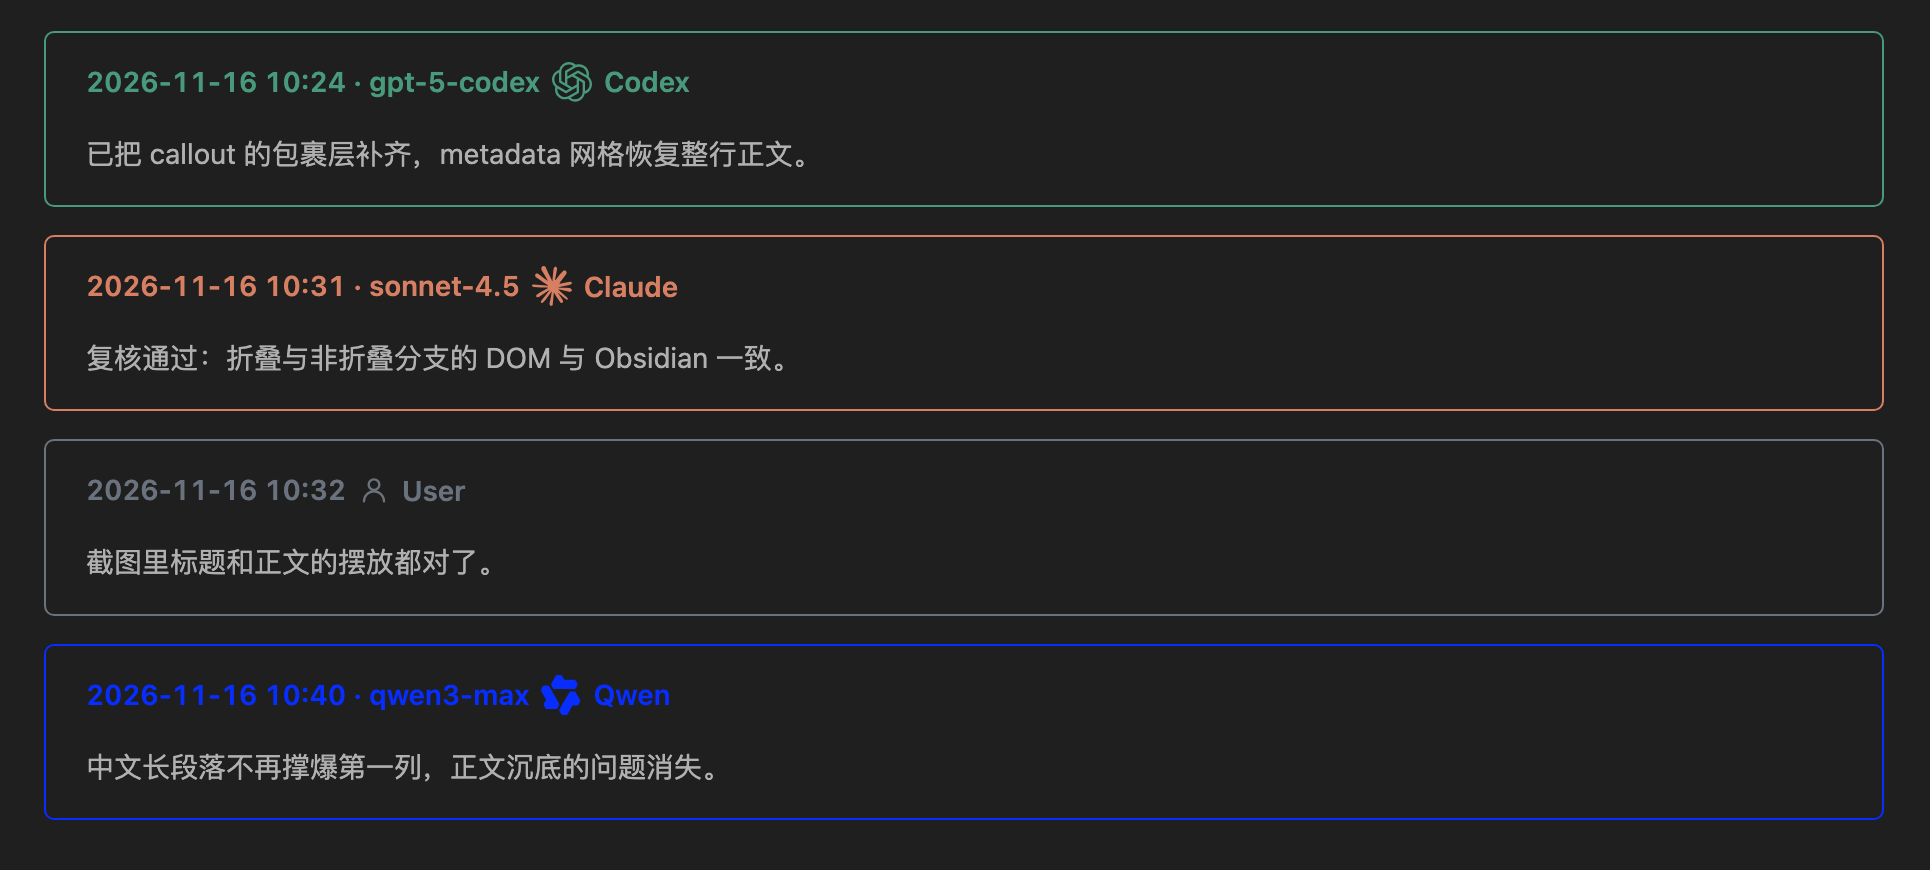 2026-11-16 10:24 · gpt-5-codex Codex
已把 callout 的包裹层补齐，metadata 网格恢复整行正文。
2026-11-16 10:31 · sonnet-4.5 Claude
复核通过：折叠与非折叠分支的 DOM 与 Obsidian 一致。
2026-11-16 10:32 User
截图里标题和正文的摆放都对了。
2026-11-16 10:40 · qwen3-max Qwen
中文长段落不再撑爆第一列，正文沉底的问题消失。